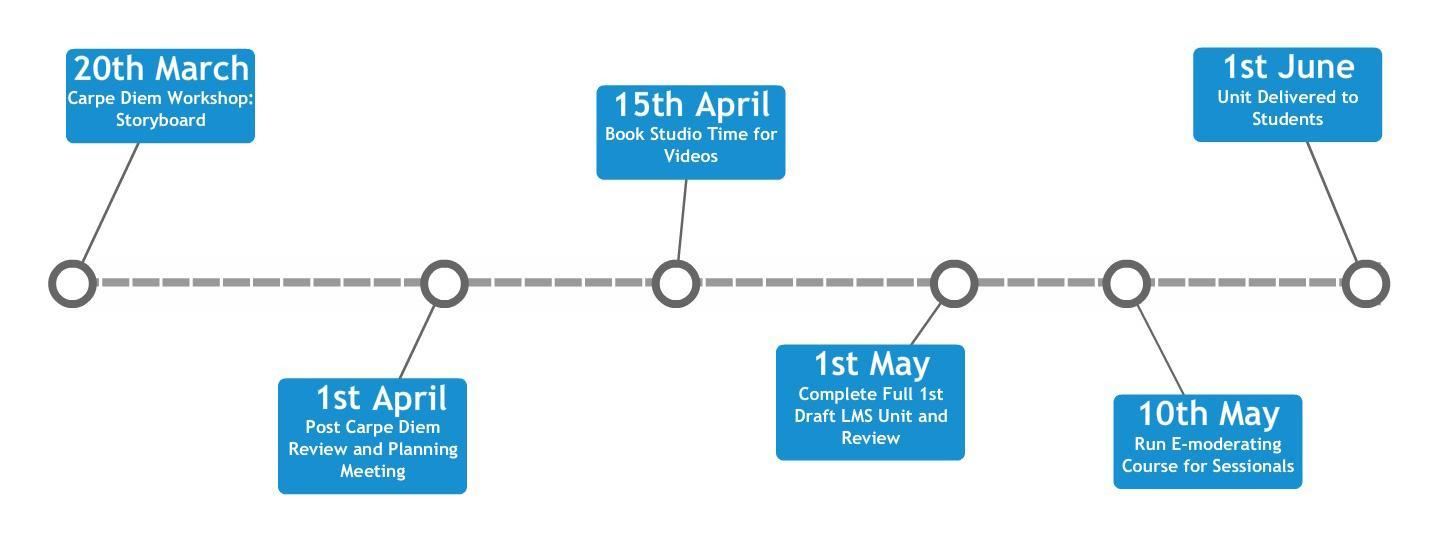 20th March
Carpe Diem Workshop:
Storyboard
1st April
Post Carpe Diem
Review and Planning
Meeting
15th April
Book Studio Time for
Videos
1st May
Complete Full 1st
Draft LMS Unit and
Review
10th May
Run E-moderating
Course for Sessionals
1st June
Unit Delivered to
Students